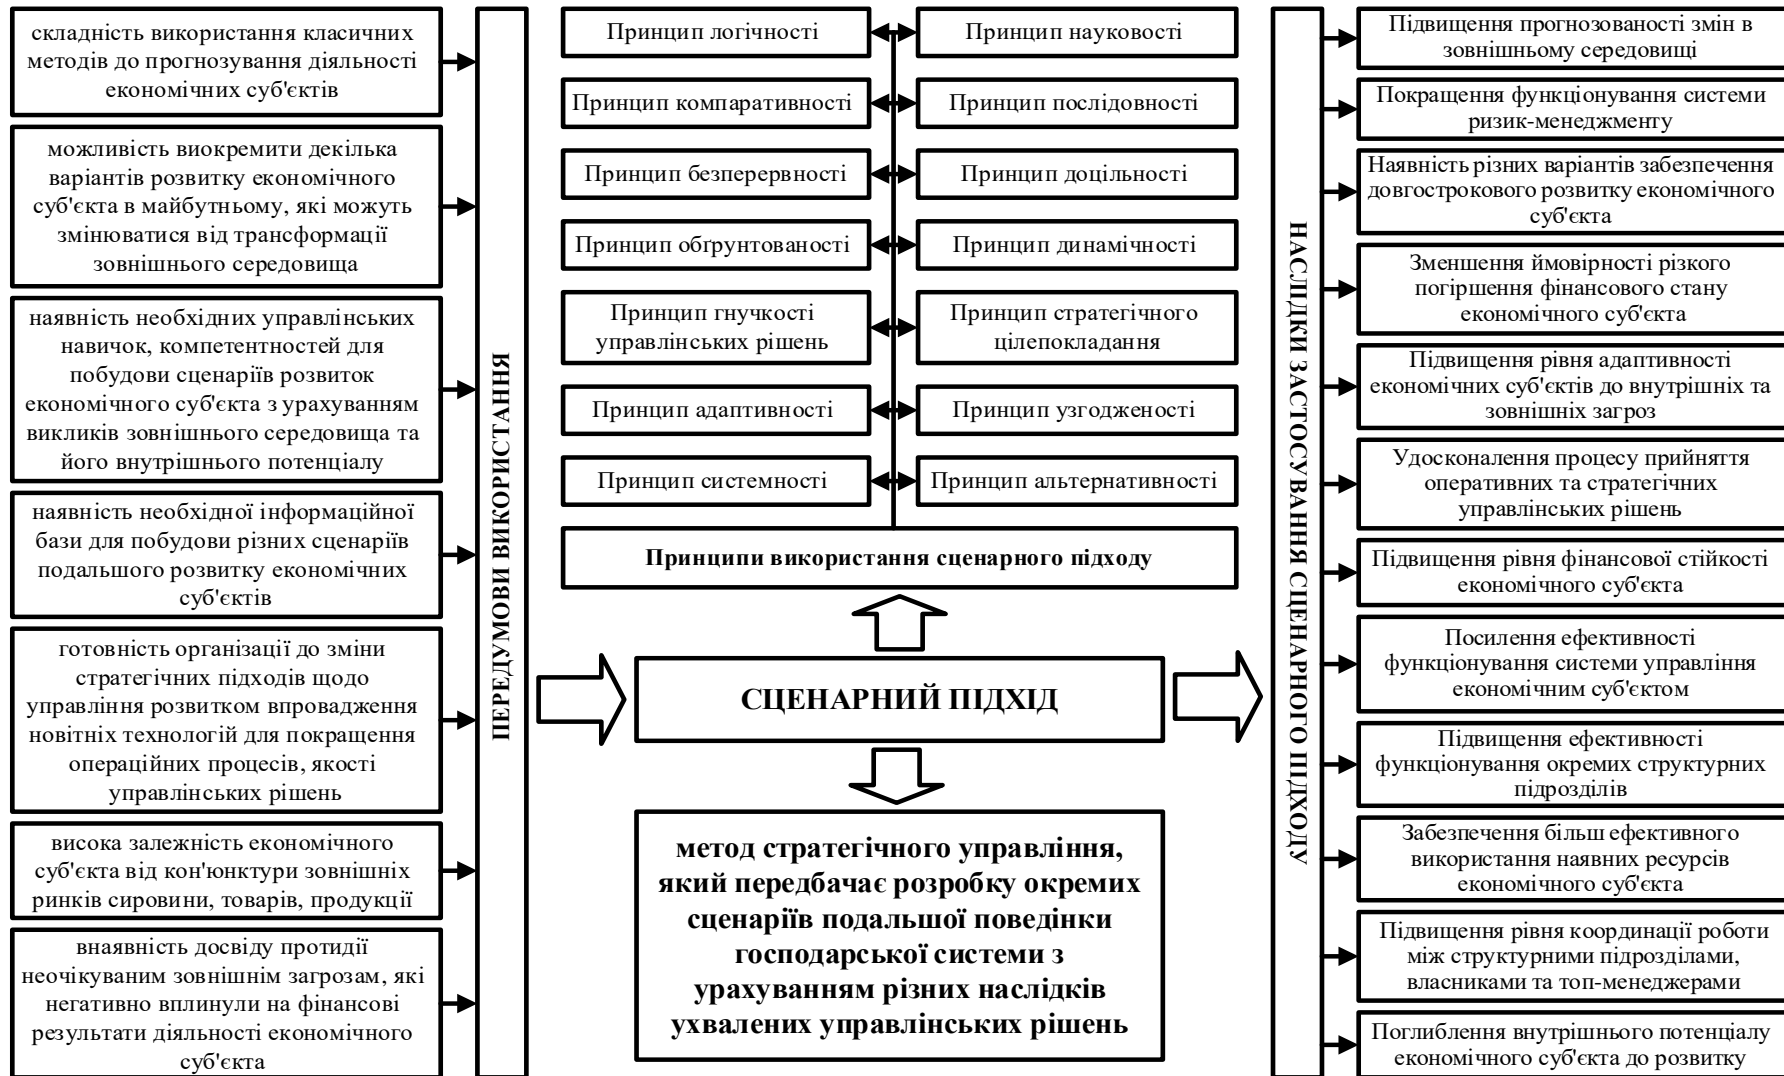 складність використання класичних
методів до прогнозування діяльності
економічних суб'єктів
можливість виокремити декілька
варіантів розвитку економічного
суб'єкта в майбутньому, які можуть
змінюватися від трансформації
зовнішнього середовища
наявність необхідних управлінських
навичок, компетентностей для
побудови сценаріїв розвиток
економічного суб'єкта з урахуванням
викликів зовнішнього середовища та
його внутрішнього потенціалу
наявність необхідної інформаційної
бази для побудови різних сценаріїв
подальшого розвитку економічних
суб'єктів
готовність організації до зміни
стратегічних підходів щодо
управління розвитком впровадження
новітніх технологій для покращення
операційних процесів, якості
управлінських рішень
висока залежність економічного
суб'єкта від кон'юнктури зовнішніх
ринків сировини, товарів, продукції
внаявність досвіду протидії
неочікуваним зовнішнім загрозам, які
негативно вплинули на фінансові
результати діяльності економічного
суб'єкта
ПЕРЕДУМОВИ ВИКОРИСТАННЯ
Принцип логічності
Принцип науковості
Принцип компаративності
Принцип послідовності
Принцип безперервності
Принцип доцільності
Принцип обґрунтованості
Принцип динамічності
Принцип гнучкості
управлінських рішень
Принцип стратегічного
цілепокладання
Принцип адаптивності
Принцип узгодженості
Принцип системності
Принцип альтернативності
Принципи використання сценарного підходу
СЦЕНАРНИЙ ПІДХІД
метод стратегічного управління,
який передбачає розробку окремих
сценаріїв подальшої поведінки
господарської системи з
урахуванням різних наслідків
ухвалених управлінських рішень
НАСЛІДКИ ЗАСТОСУВАННЯ СЦЕНАРНОГО ПІДХОДУ
Підвищення прогнозованості змін в
зовнішньому середовищі
Покращення функціонування системи
ризик-менеджменту
Наявність різних варіантів забезпечення
довгострокового розвитку економічного
суб'єкта
Зменшення ймовірності різкого
погіршення фінансового стану
економічного суб'єкта
Підвищення рівня адаптивності
економічних суб'єктів до внутрішніх та
зовнішніх загроз
Удосконалення процесу прийняття
оперативних та стратегічних
управлінських рішень
Підвищення рівня фінансової стійкості
економічного суб'єкта
Посилення ефективності
функціонування системи управління
економічним суб'єктом
Підвищення ефективності
функціонування окремих структурних
підрозділів
Забезпечення більш ефективного
використання наявних ресурсів
економічного суб'єкта
Підвищення рівня координації роботи
між структурними підрозділами,
власниками та топ-менеджерами
Поглиблення внутрішнього потенціалу
економічного суб'єкта до розвитку